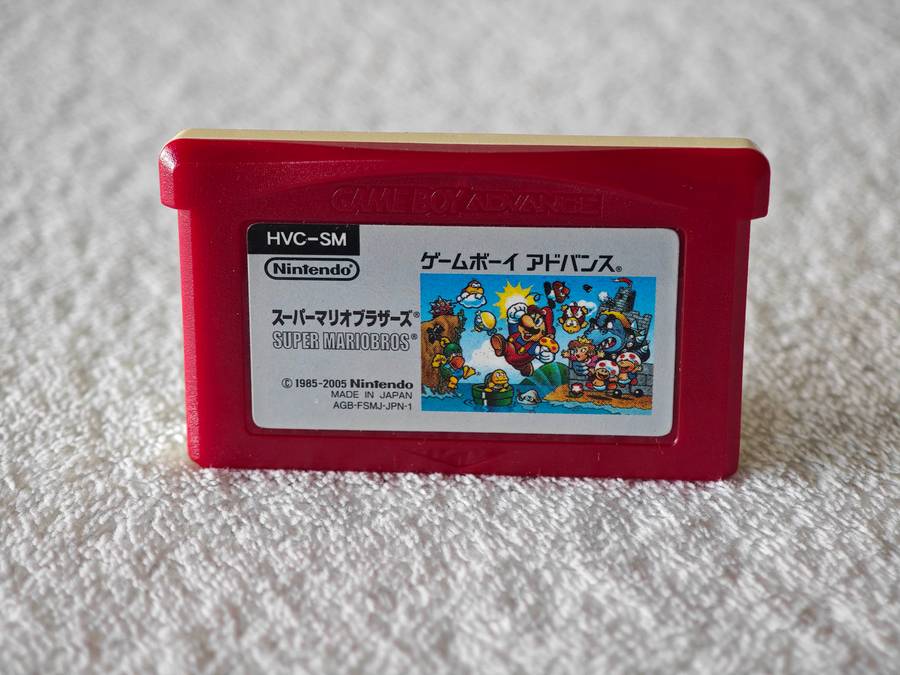 GAME BOY ADVANCE
HVC-SM
Nintendo®
ゲームボーイ アドバンス®
スーパーマリオブラザーズ®
SUPER MARIOBROS®
© 1985-2005 Nintendo
MADE IN JAPAN
AGB-FSMJ-JPN-1